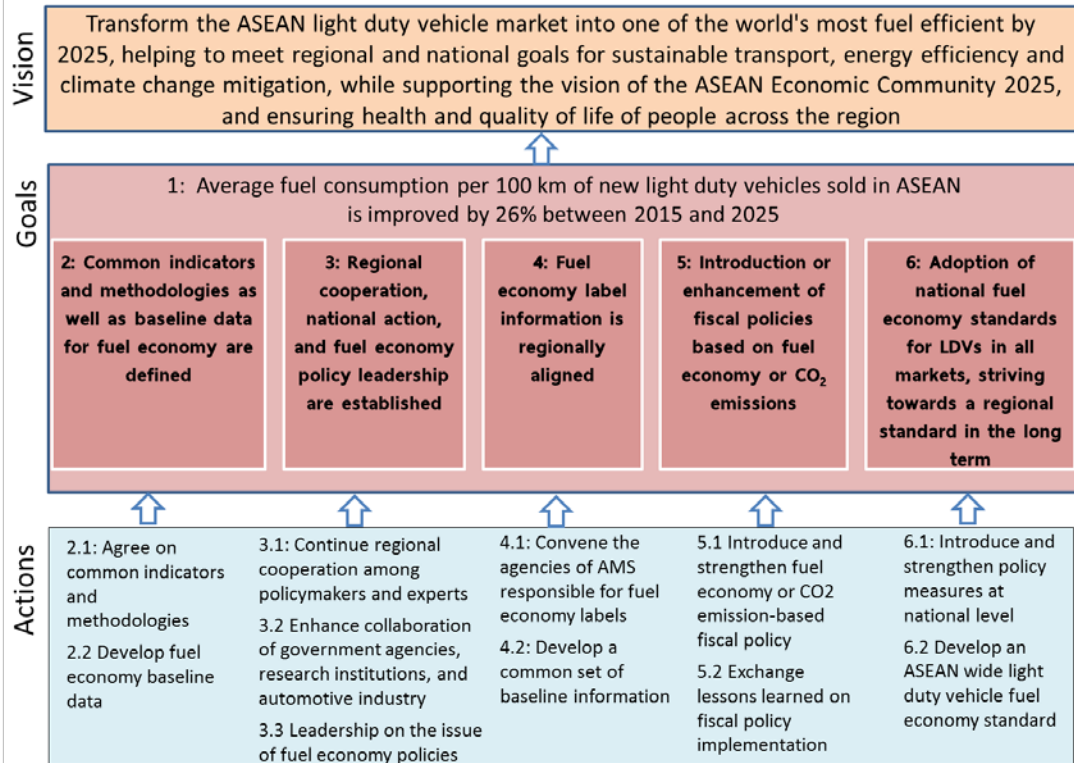 Vision
Transform the ASEAN light duty vehicle market into one of the world's most fuel efficient by
2025, helping to meet regional and national goals for sustainable transport, energy efficiency and
climate change mitigation, while supporting the vision of the ASEAN Economic Community 2025,
and ensuring health and quality of life of people across the region
Goals
1: Average fuel consumption per 100 km of new light duty vehicles sold in ASEAN
is improved by 26% between 2015 and 2025
2: Common indicators
and methodologies as
well as baseline data
for fuel economy are
defined
3: Regional
cooperation,
national action,
and fuel economy
policy leadership
are established
4: Fuel
economy label
information is
regionally
aligned
5: Introduction or
enhancement of
fiscal policies
based on fuel
economy or CO₂
emissions
6: Adoption of
national fuel
economy standards
for LDVs in all
markets, striving
towards a regional
standard in the long
term
Actions
2.1: Agree on
common indicators
and
methodologies
2.2 Develop fuel
economy baseline
data
3.1: Continue regional
cooperation among
policymakers and experts
3.2 Enhance collaboration
of government agencies,
research institutions, and
automotive industry
3.3 Leadership on the issue
of fuel economy policies
4.1: Convene the
agencies of AMS
responsible for fuel
economy labels
4.2: Develop a
common set of
baseline information
5.1 Introduce and
strengthen fuel
economy or CO2
emission-based
fiscal policy
5.2 Exchange
lessons learned on
fiscal policy
implementation
6.1: Introduce and
strengthen policy
measures at
national level
6.2 Develop an
ASEAN wide light
duty vehicle fuel
economy standard